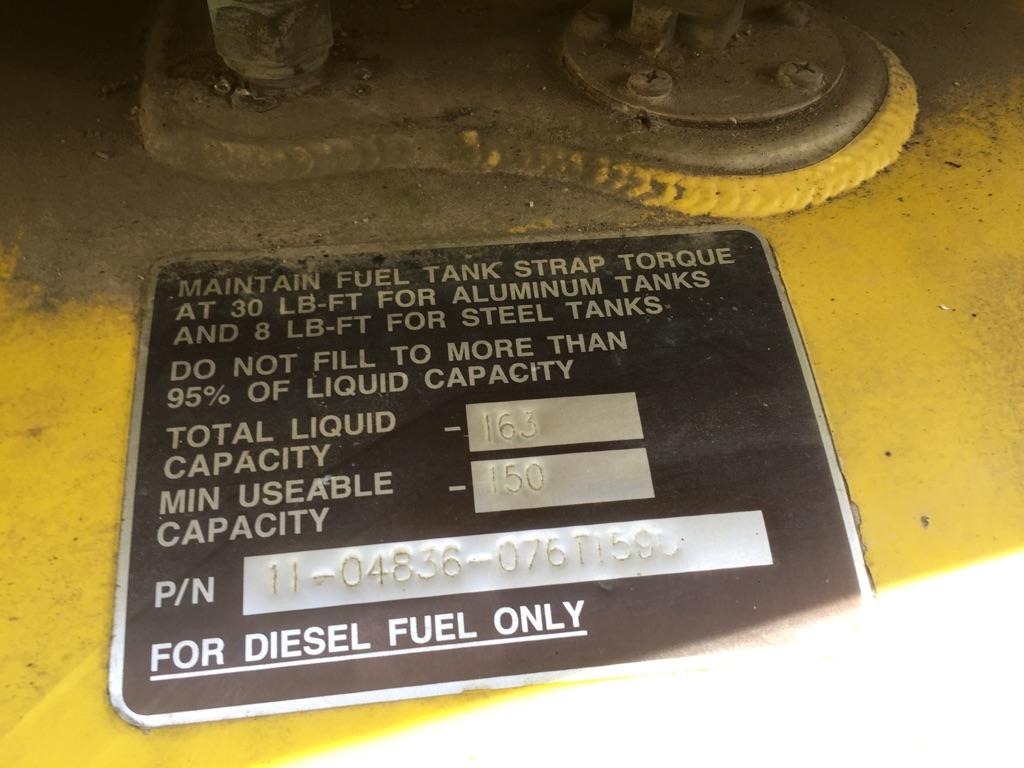 MAINTAIN FUEL TANK STRAP TORQUE
AT 30 LB-FT FOR ALUMINUM TANKS
AND 8 LB-FT FOR STEEL TANKS
DO NOT FILL TO MORE THAN
95% OF LIQUID CAPACITY
TOTAL LIQUID - 163
CAPACITY
MIN USEABLE - 150
CAPACITY
P/N
FOR DIESEL FUEL ONLY